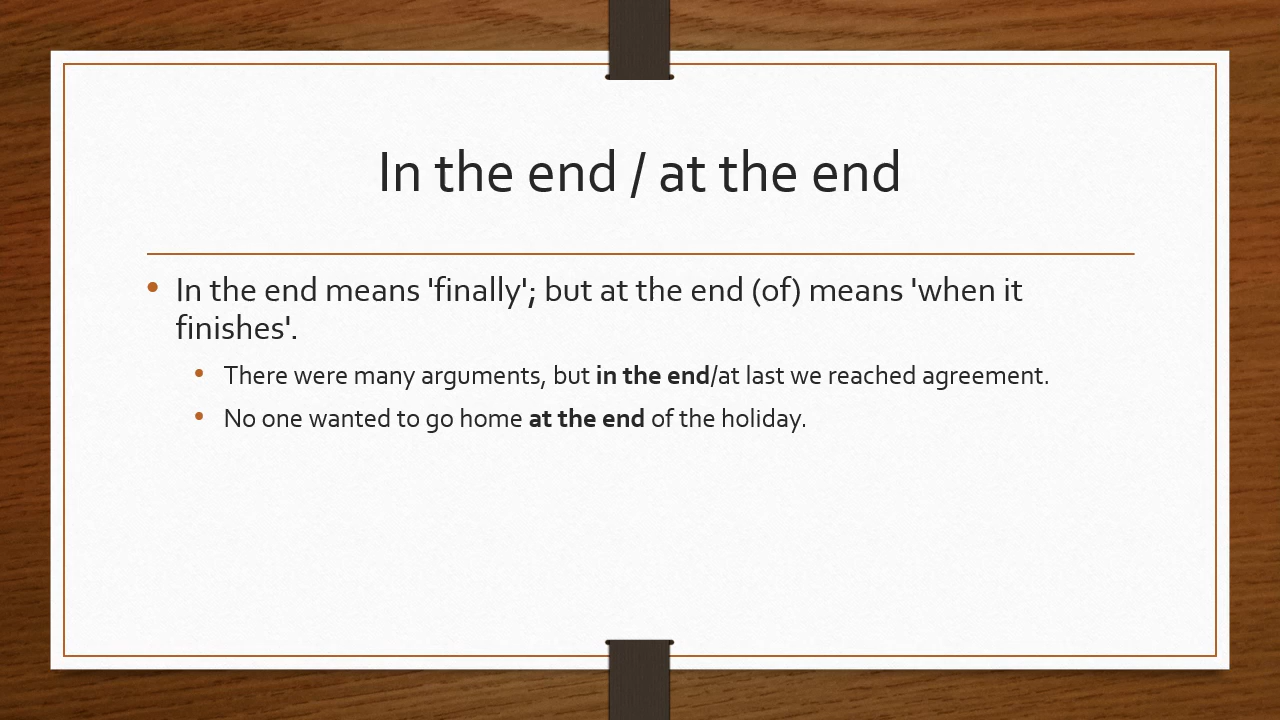 In the end / at the end
• In the end means 'finally'; but at the end (of) means 'when it
finishes'.
• There were many arguments, but in the end/at last we reached agreement.
• No one wanted to go home at the end of the holiday.